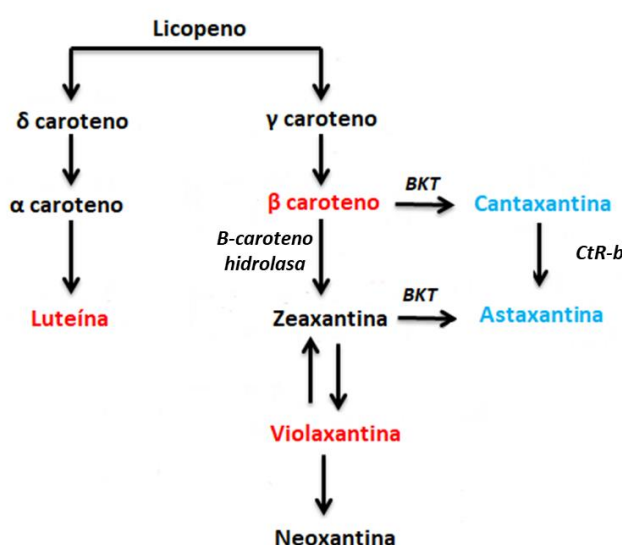 Licopeno
δ caroteno
γ caroteno
α caroteno
β caroteno
BKT
Cantaxantina
B-caroteno
hidrolasa
CtR-b
Luteína
Zeaxantina
BKT
Astaxantina
Violaxantina
Neoxantina